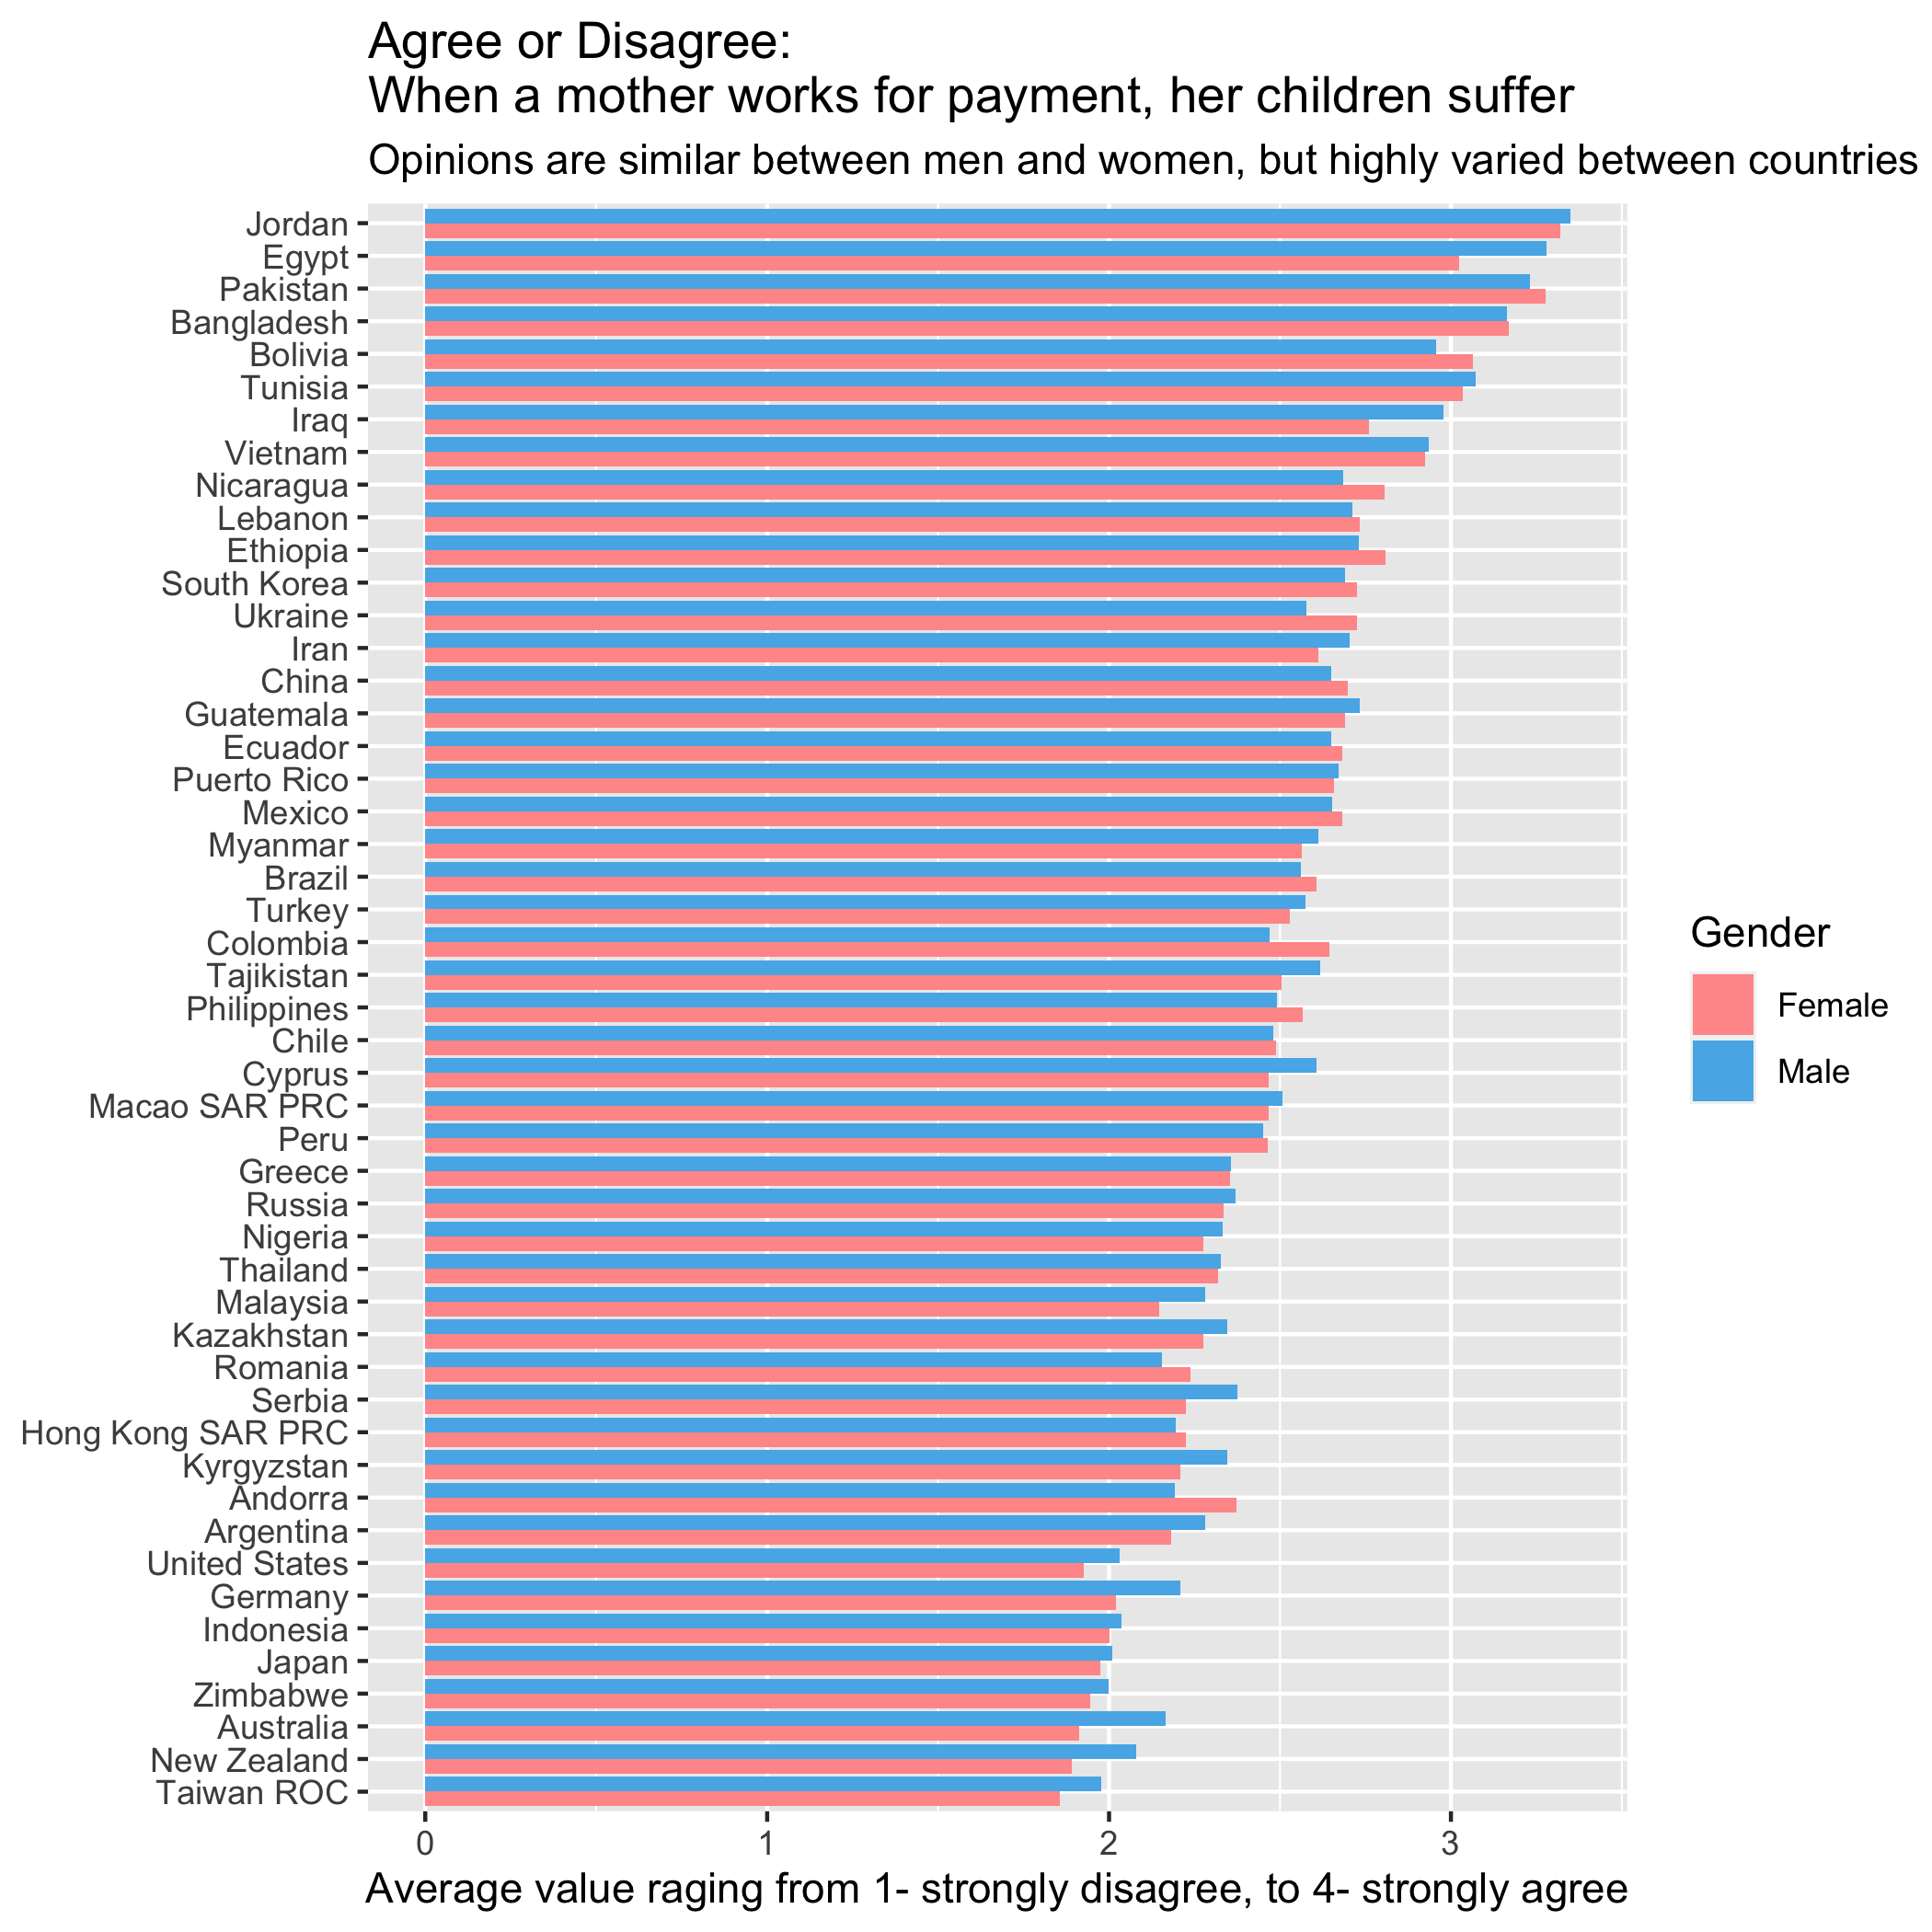 Agree or Disagree:
When a mother works for payment, her children suffer
Opinions are similar between men and women, but highly varied between countries
Jordan
Egypt
Pakistan
Bangladesh
Bolivia
Tunisia
Iraq
Vietnam
Nicaragua
Lebanon
Ethiopia
South Korea
Ukraine
Iran
China
Guatemala
Ecuador
Puerto Rico
Mexico
Myanmar
Brazil
Turkey
Colombia
Tajikistan
Philippines
Chile
Cyprus
Macao SAR PRC
Peru
Greece
Russia
Nigeria
Thailand
Malaysia
Kazakhstan
Romania
Serbia
Hong Kong SAR PRC
Kyrgyzstan
Andorra
Argentina
United States
Germany
Indonesia
Japan
Zimbabwe
Australia
New Zealand
Taiwan ROC
0 1 2 3
Average value raging from 1- strongly disagree, to 4- strongly agree
Gender
Female
Male